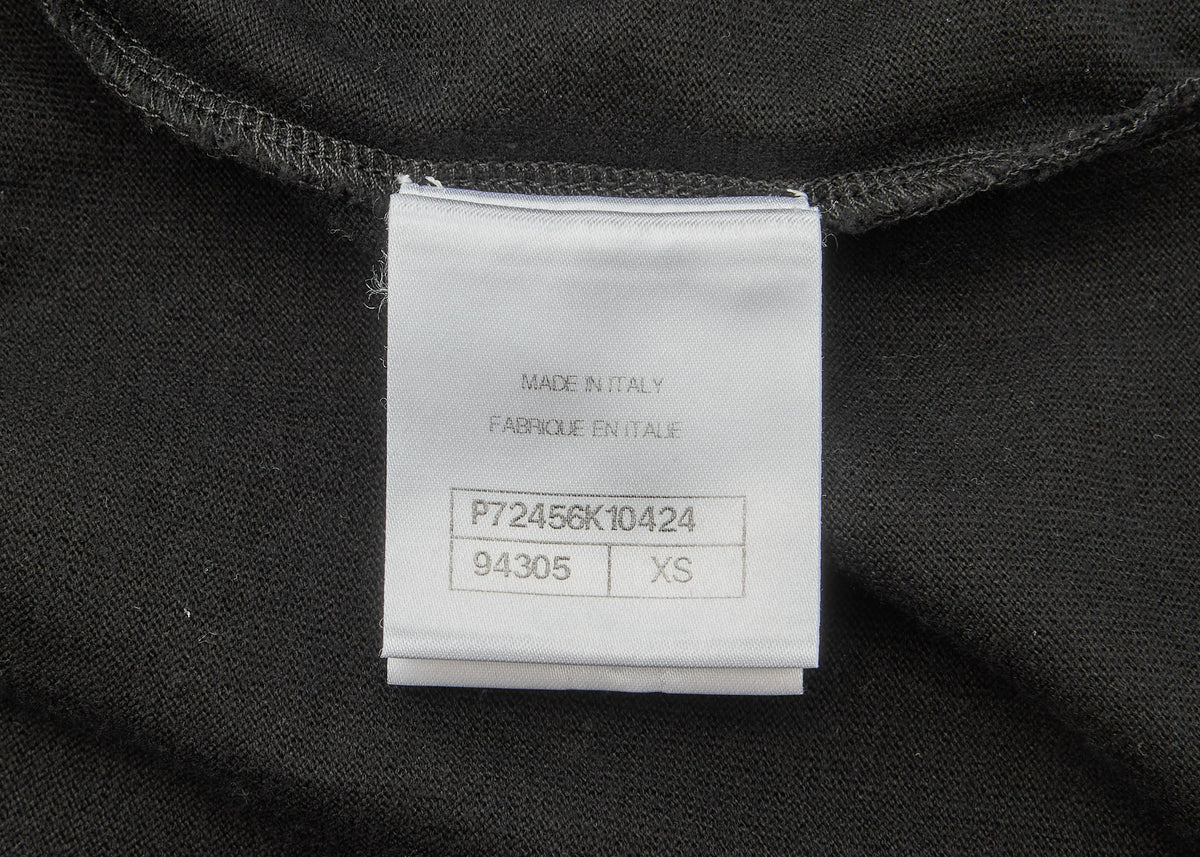 MADE IN ITALY
FABRIQUE EN ITALIE
P72456K10424
94305 XS